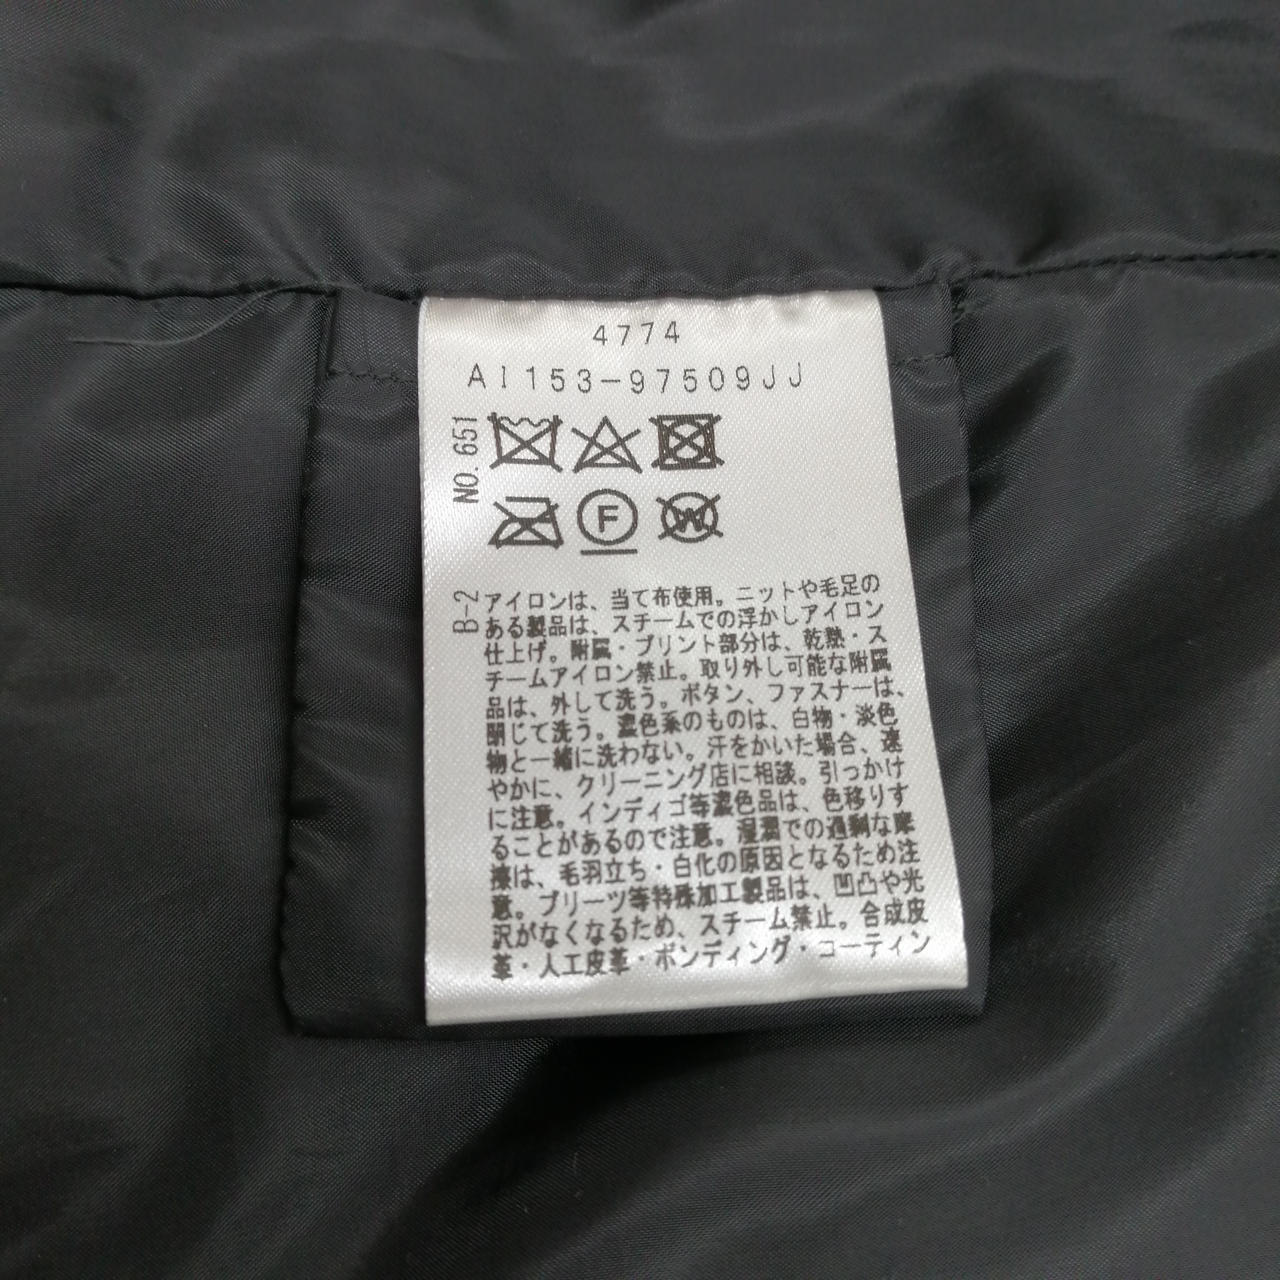 4774
AI153-97509JJ
NO.651
F
W
B-2
アイロンは、当て布使用。ニットや毛足の
ある製品は、スチームでの浮かしアイロン
仕上げ。附属・プリント部分は、乾熱・ス
チームアイロン禁止。取り外し可能な附属
品は、外して洗う。ボタン、ファスナーは、
閉じて洗う。濃色系のものは、白物・淡色
物と一緒に洗わない。汗をかいた場合、速
やかに、クリーニング店に相談。引っかけ
に注意。インディゴ等濃色品は、色移りす
ることがあるので注意。湿潤での過剰な摩
擦は、毛羽立ち・白化の原因となるため注
意。プリーツ等特殊加工製品は、凹凸や光
沢がなくなるため、スチーム禁止。合成皮
革・人工皮革・ボンディング・コーティン